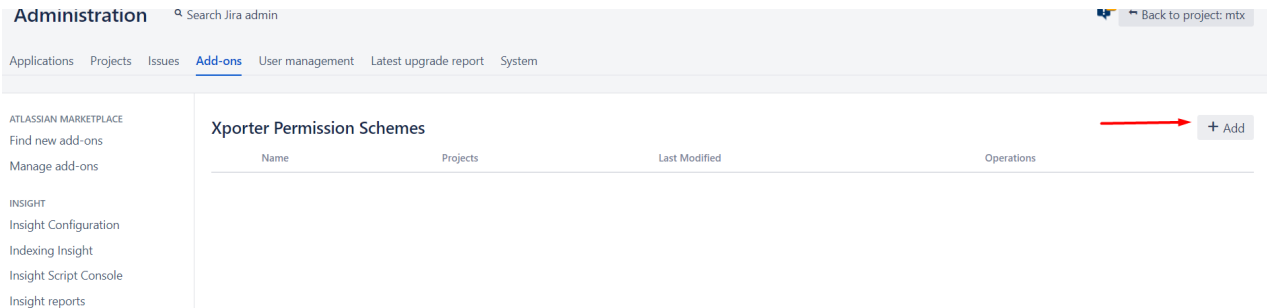 Administration Search Jira admin Back to project: mtx
Applications Projects Issues Add-ons User management Latest upgrade report System
ATLASSIAN MARKETPLACE
Find new add-ons
Manage add-ons
INSIGHT
Insight Configuration
Indexing Insight
Insight Script Console
Insight reports
Xporter Permission Schemes + Add
Name Projects Last Modified Operations